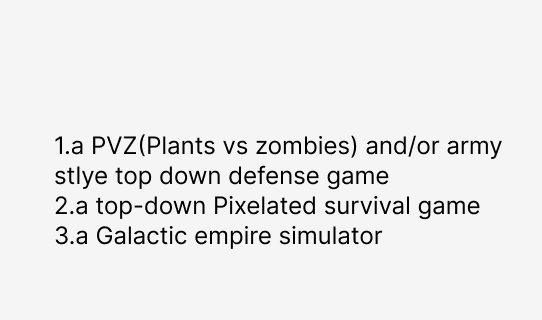 1.a PVZ(Plants vs zombies) and/or army
stlye top down defense game
2.a top-down Pixelated survival game
3.a Galactic empire simulator